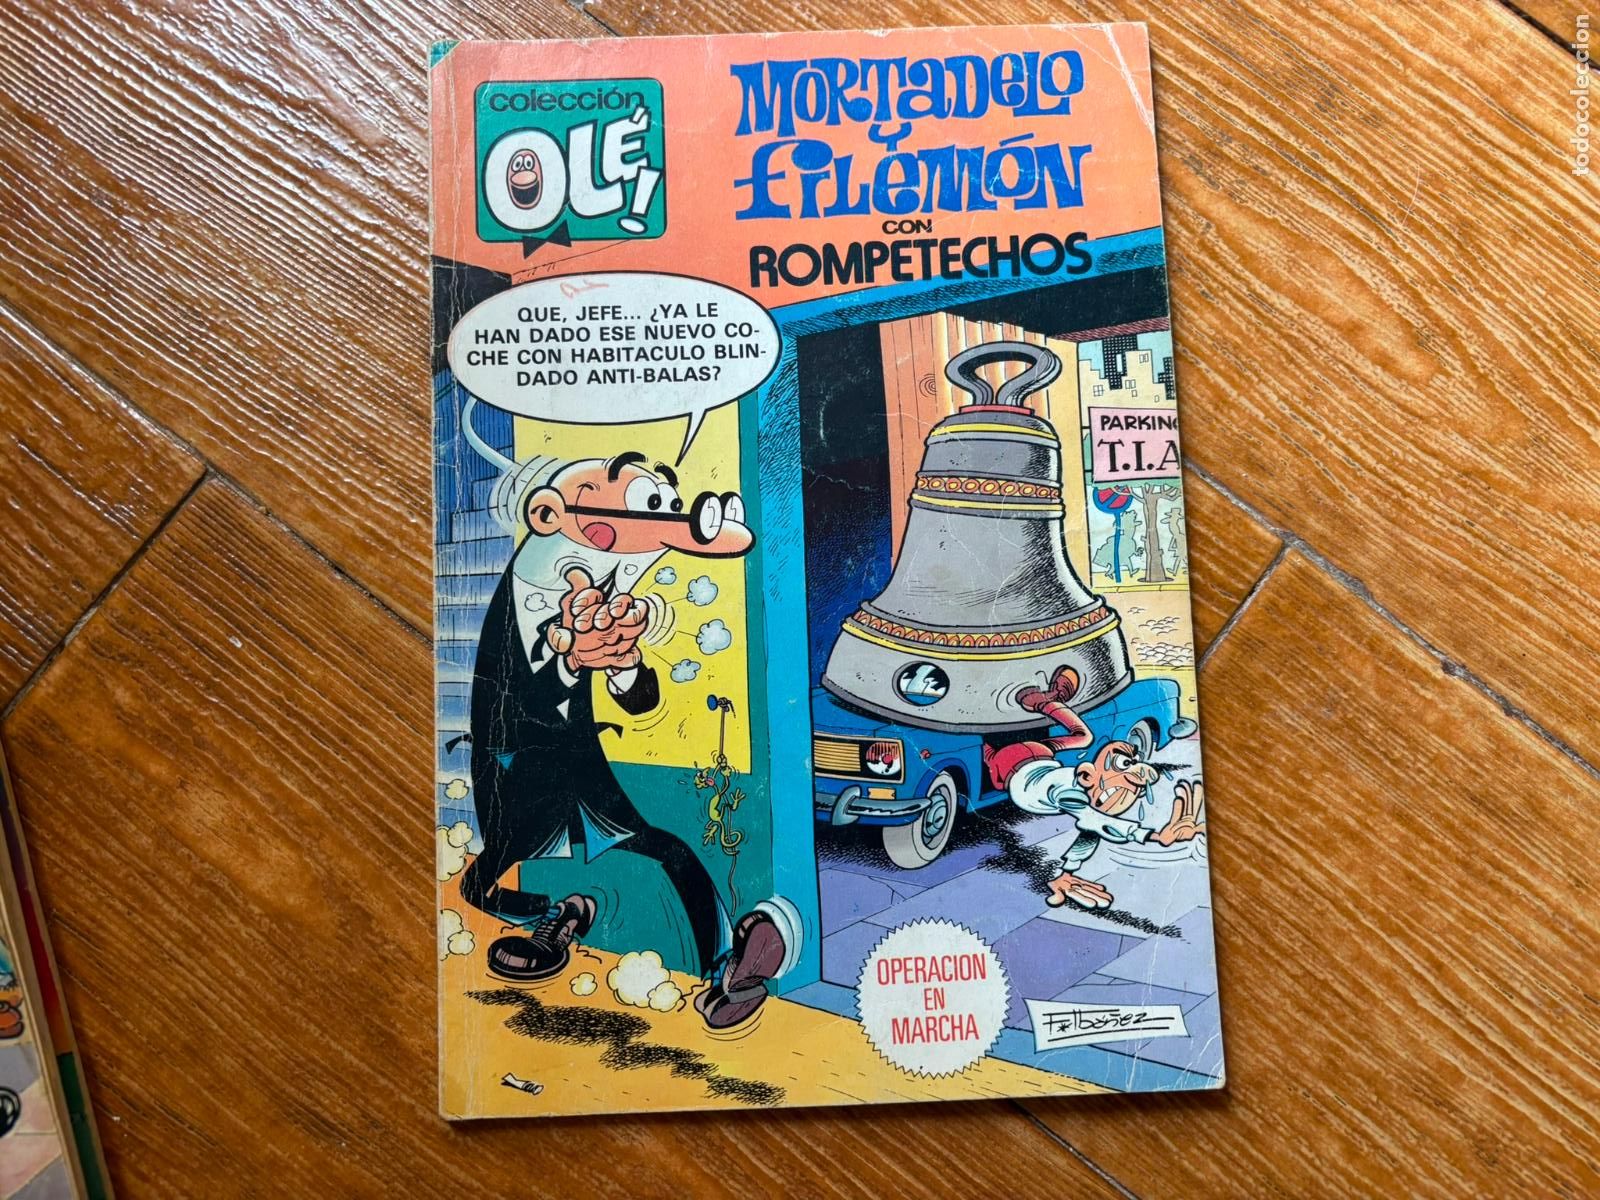 colección
OLÉ!
MORTADELO
Y
FILEMÓN
CON
ROMPETECHOS
QUE, JEFE... ¿YA LE
HAN DADO ESE NUEVO CO-
CHE CON HABITACULO BLIN-
DADO ANTI-BALAS?
PARKING
T.I.A
OPERACION
EN
MARCHA
F. Ibáñez
todocoleccion